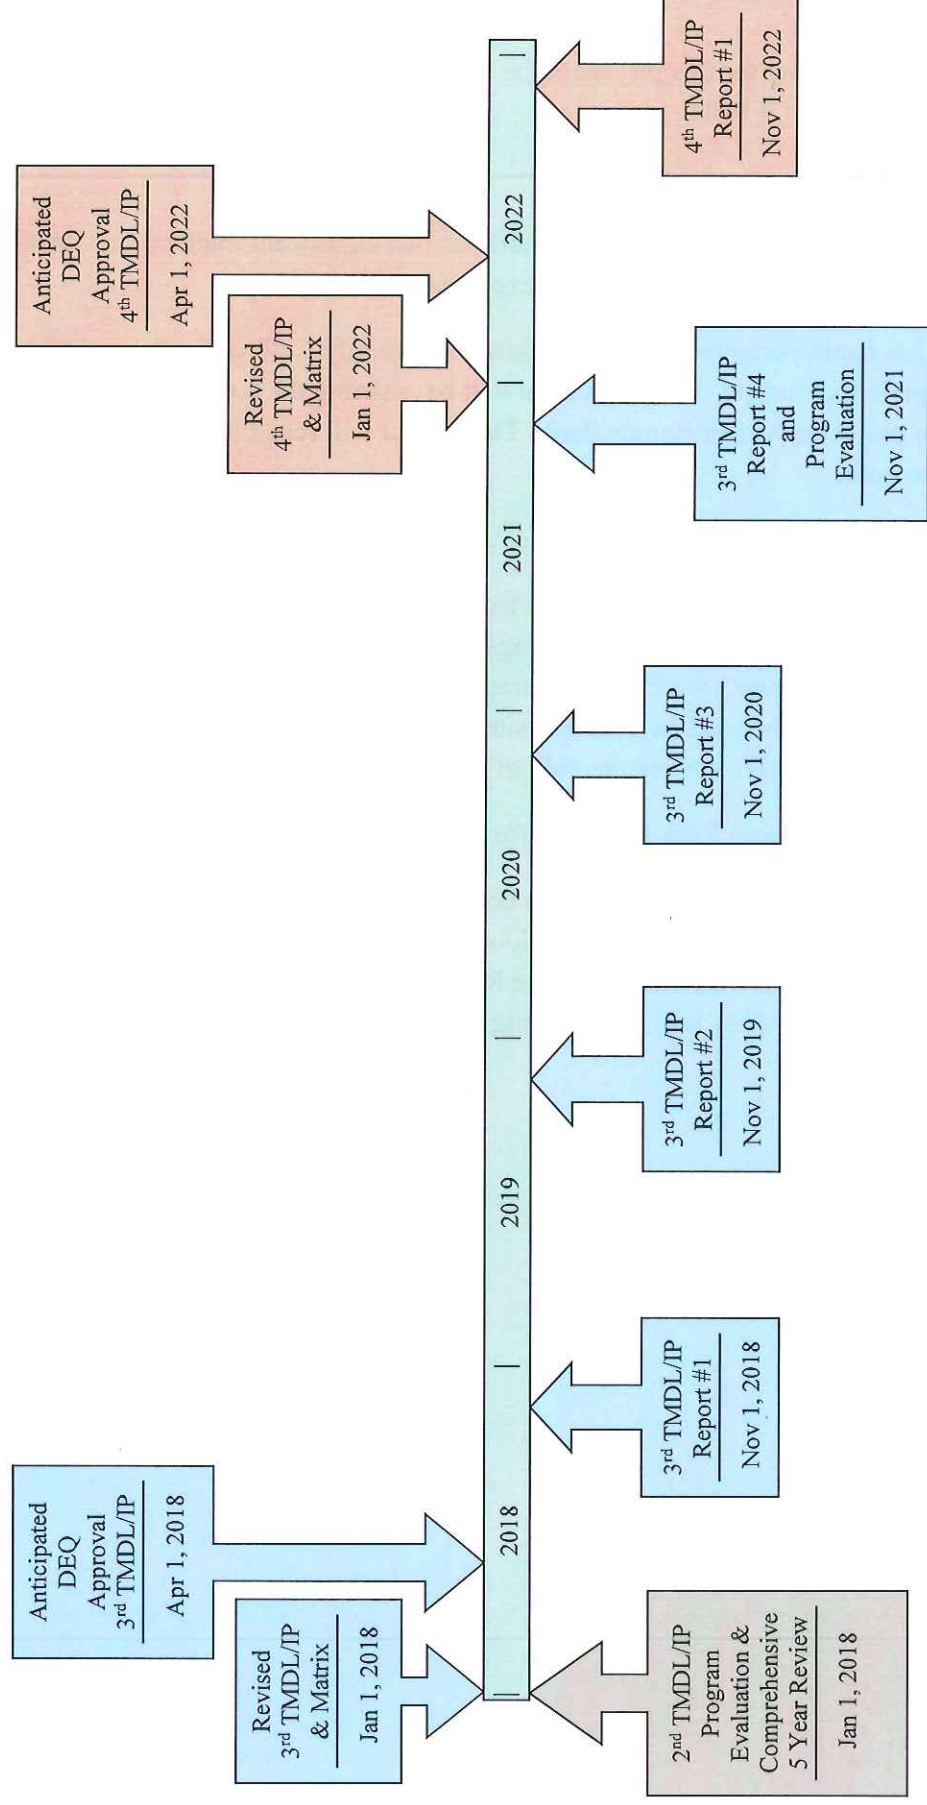 Anticipated
DEQ
Approval
3rd TMDL/IP
Apr 1, 2018
Revised
3rd TMDL/IP
& Matrix
Jan 1, 2018
Anticipated
DEQ
Approval
4th TMDL/IP
Apr 1, 2022
Revised
4th TMDL/IP
& Matrix
Jan 1, 2022
2018
2019
2020
2021
2022
2nd TMDL/IP
Program
Evaluation &
Comprehensive
5 Year Review
Jan 1, 2018
3rd TMDL/IP
Report #1
Nov 1, 2018
3rd TMDL/IP
Report #2
Nov 1, 2019
3rd TMDL/IP
Report #3
Nov 1, 2020
3rd TMDL/IP
Report #4
and
Program
Evaluation
Nov 1, 2021
4th TMDL/IP
Report #1
Nov 1, 2022